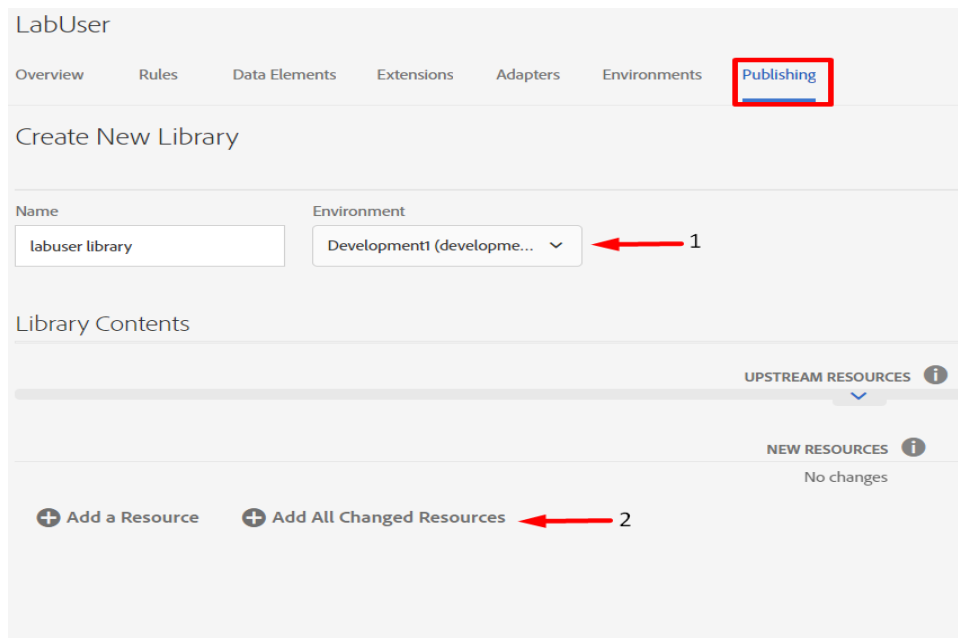 LabUser
Overview Rules Data Elements Extensions Adapters Environments Publishing
Create New Library
Name Environment
labuser library Development1 (developme... 1
Library Contents
UPSTREAM RESOURCES i
NEW RESOURCES i
No changes
Add a Resource Add All Changed Resources 2